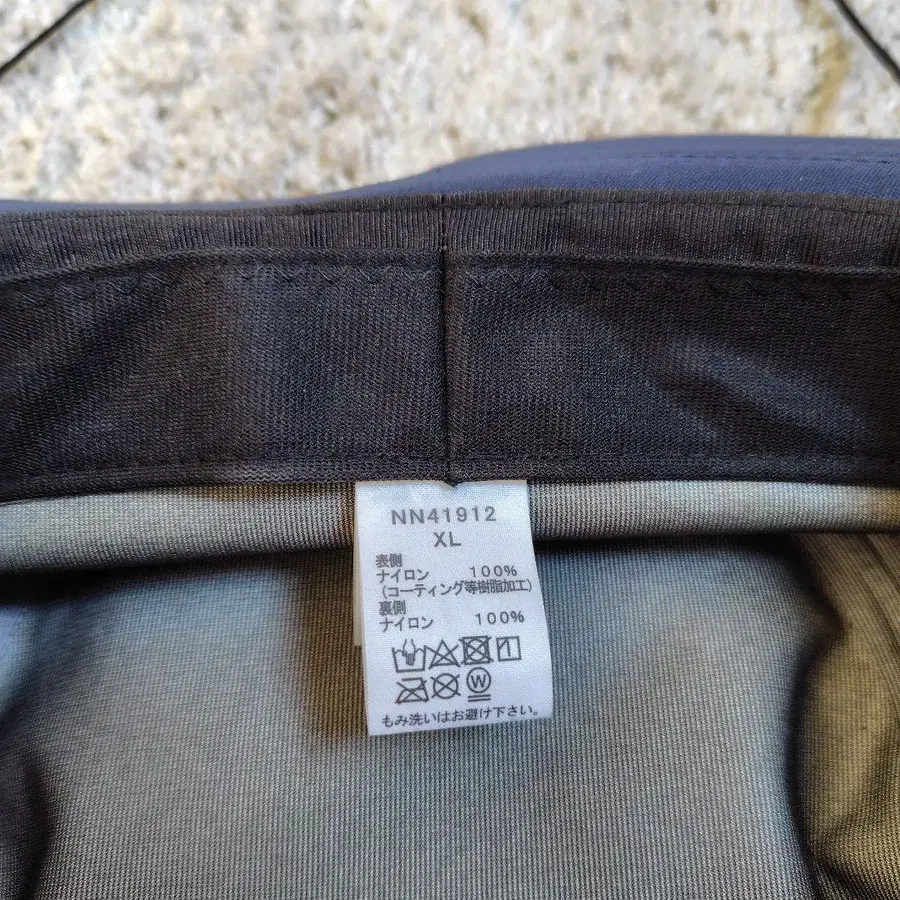 NN41912
XL
表側
ナイロン 100%
(コーティング等樹脂加工)
裏側
ナイロン 100%
W
もみ洗いはお避け下さい。